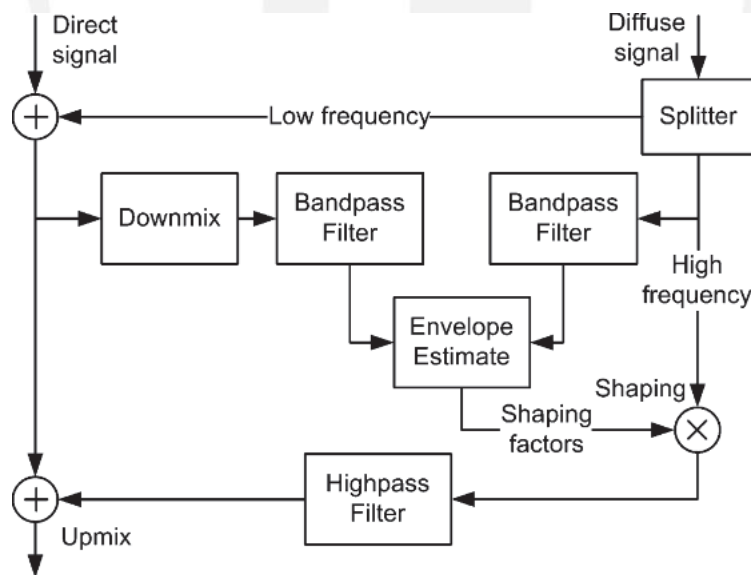 Direct
signal
Diffuse
signal
+
Low frequency
Splitter
Downmix
Bandpass
Filter
Bandpass
Filter
High
frequency
Envelope
Estimate
Shaping
Shaping
factors
×
Highpass
Filter
+
Upmix